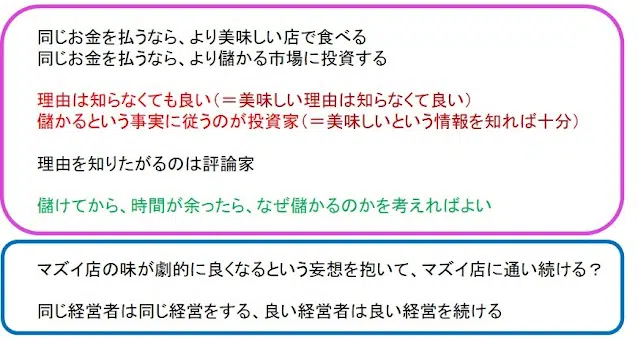 同じお金を払うなら、より美味しい店で食べる
同じお金を払うなら、より儲かる市場に投資する
理由は知らなくても良い（＝美味しい理由は知らなくて良い）
儲かるという事実に従うのが投資家（＝美味しいという情報を知れば十分）
理由を知りたがるのは評論家
儲けてから、時間が余ったら、なぜ儲かるのかを考えればよい
マズイ店の味が劇的に良くなるという妄想を抱いて、マズイ店に通い続ける？
同じ経営者は同じ経営をする、良い経営者は良い経営を続ける